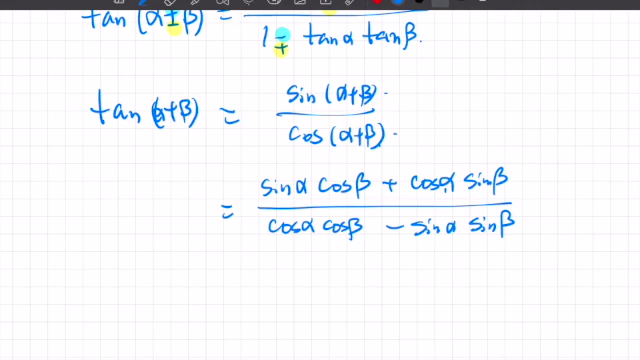 tan (α ± β) =
1 ∓ tanα tanβ.
tan (α+β) = sin (α+β) / cos (α+β)
= sinα cosβ + cosα sinβ / cosα cosβ − sinα sinβ